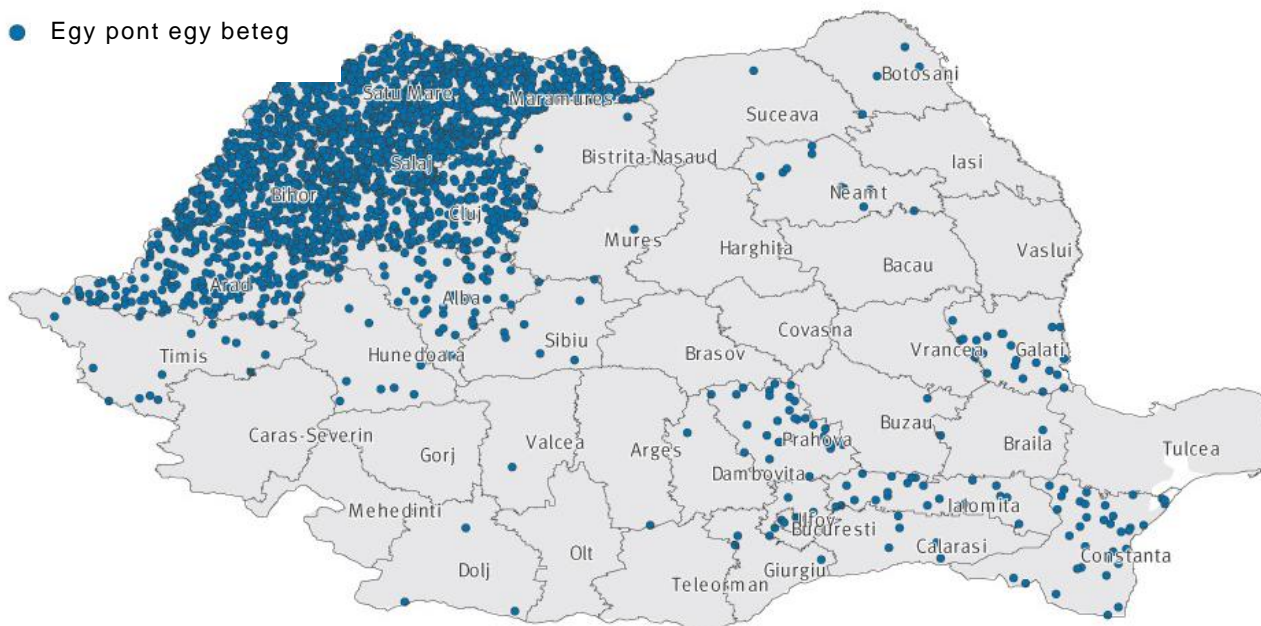 Egy pont egy beteg
Botosani
Satu Mare
Maramures
Suceava
Iasi
Bistrita-Nasaud
Salaj
Bihor
Neamt
Cluj
Mures
Harghita
Bacau
Vaslui
Arad
Alba
Covasna
Sibiu
Timis
Hunedoara
Brasov
Vrancea
Galati
Buzau
Caras-Severin
Valcea
Prahova
Braila
Gorj
Arges
Tulcea
Dambovita
Mehedinti
Ialomita
Ilfov
Bucuresti
Calarasi
Constanta
Olt
Dolj
Giurgiu
Teleorman